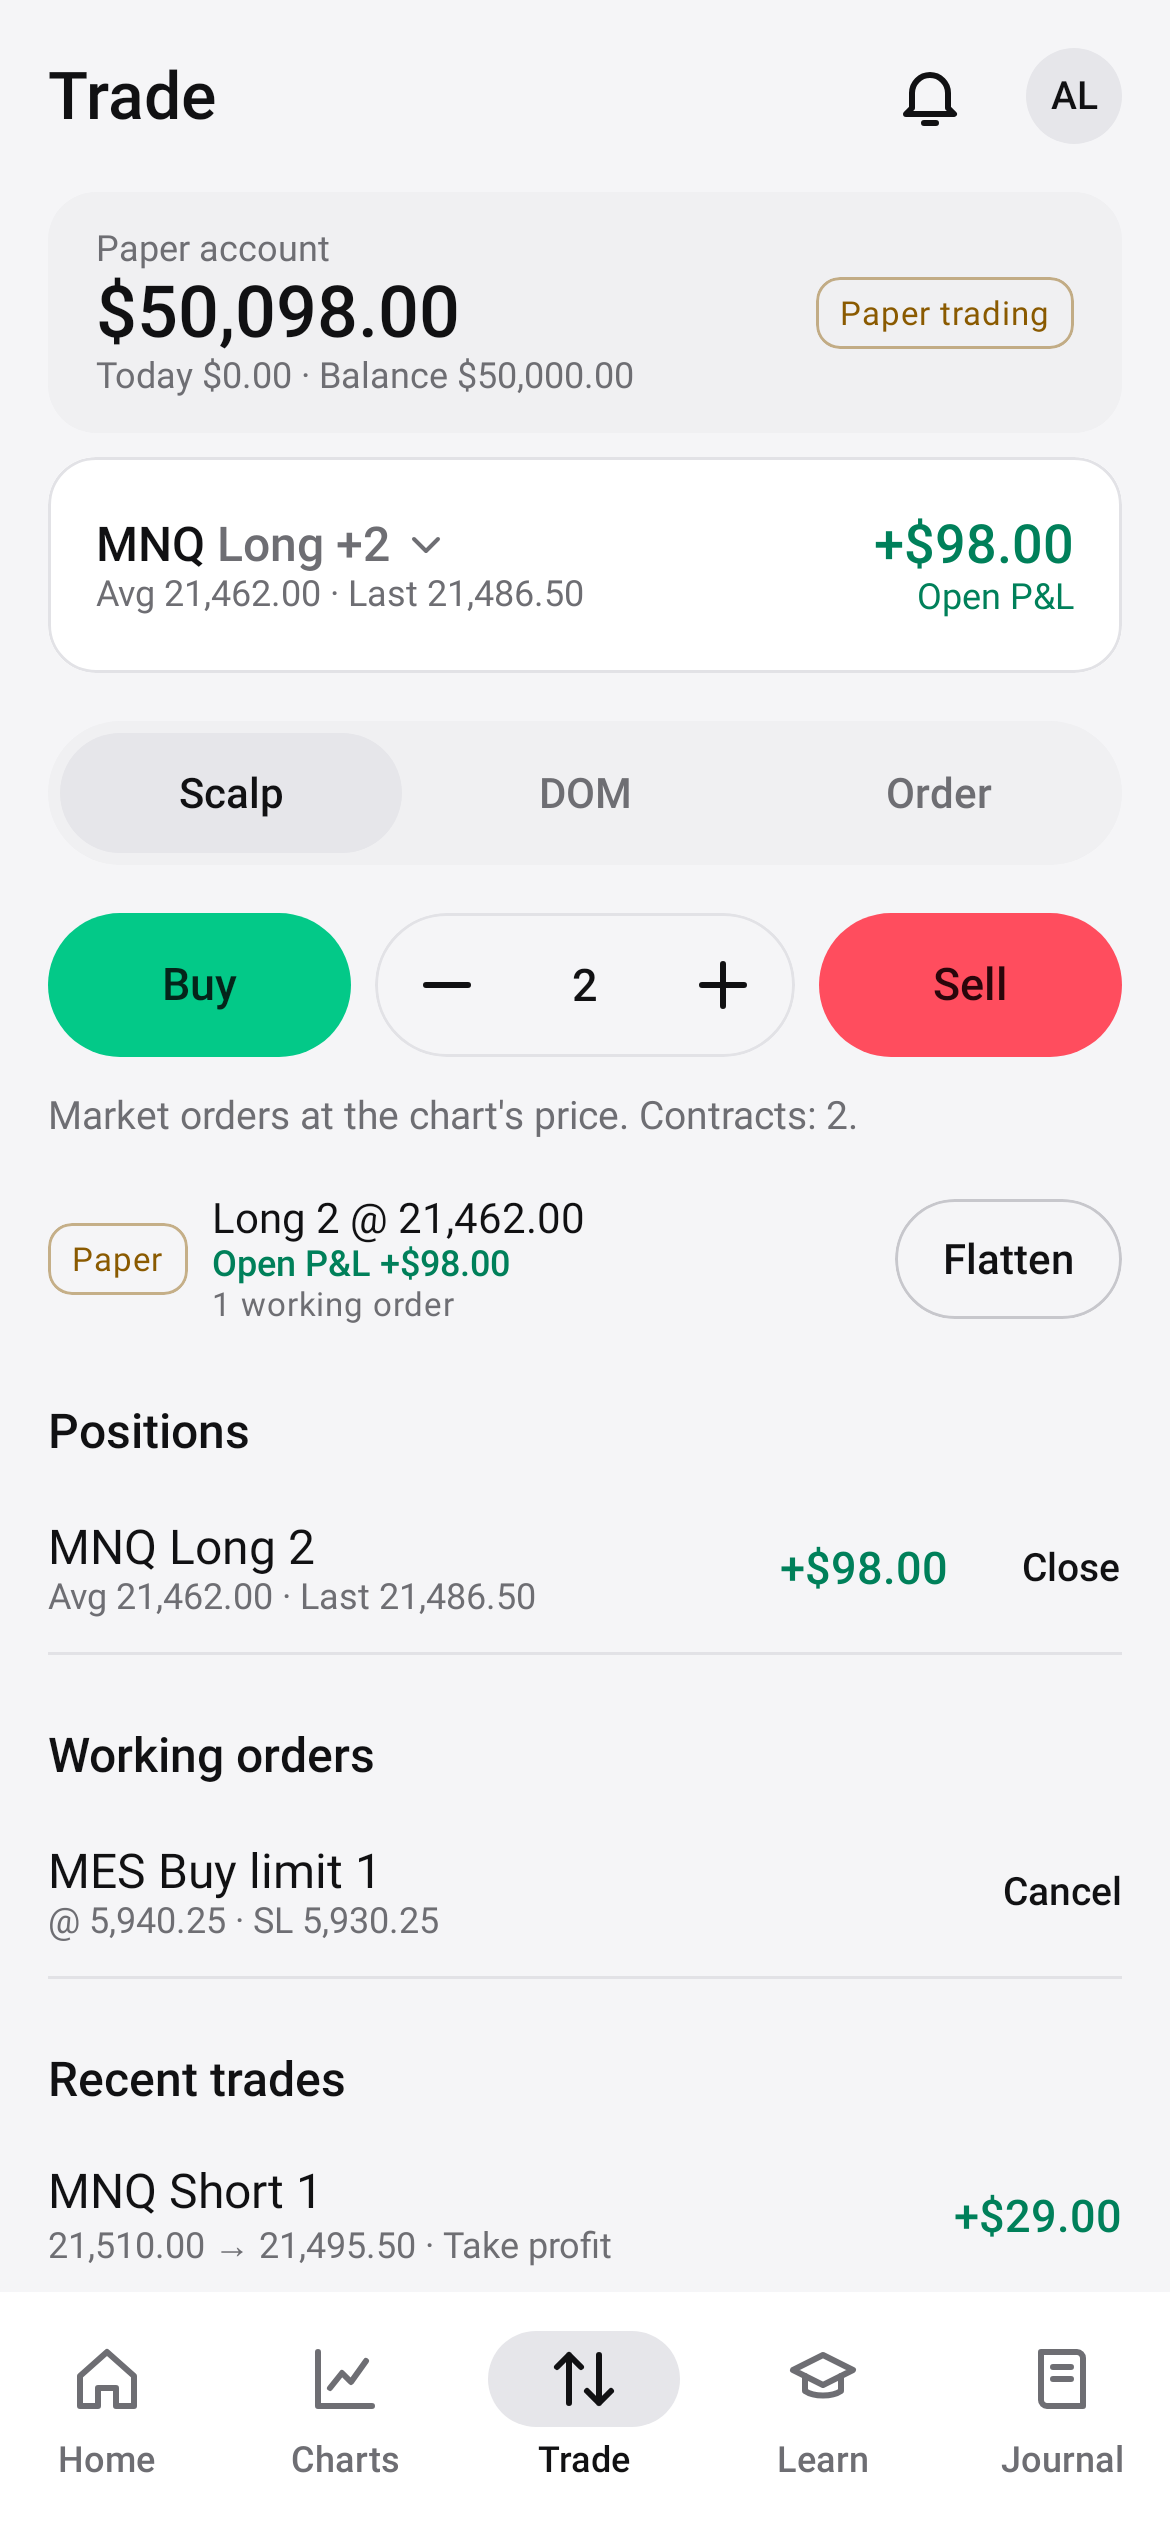 Trade
AL
Paper account
$50,098.00
Paper trading
Today $0.00 · Balance $50,000.00
MNQ Long +2
+$98.00
Avg 21,462.00 · Last 21,486.50
Open P&L
Scalp
DOM
Order
Buy
2
Sell
Market orders at the chart's price. Contracts: 2.
Paper
Long 2 @ 21,462.00
Open P&L +$98.00
1 working order
Flatten
Positions
MNQ Long 2
Avg 21,462.00 · Last 21,486.50
+$98.00
Close
Working orders
MES Buy limit 1
@ 5,940.25 · SL 5,930.25
Cancel
Recent trades
MNQ Short 1
21,510.00 → 21,495.50 · Take profit
+$29.00
Home
Charts
Trade
Learn
Journal